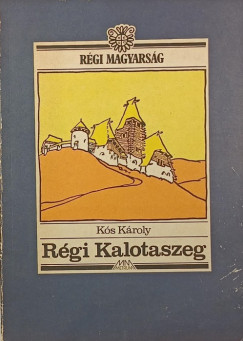 RÉGI MAGYARSÁG
Kós Károly
Régi Kalotaszeg